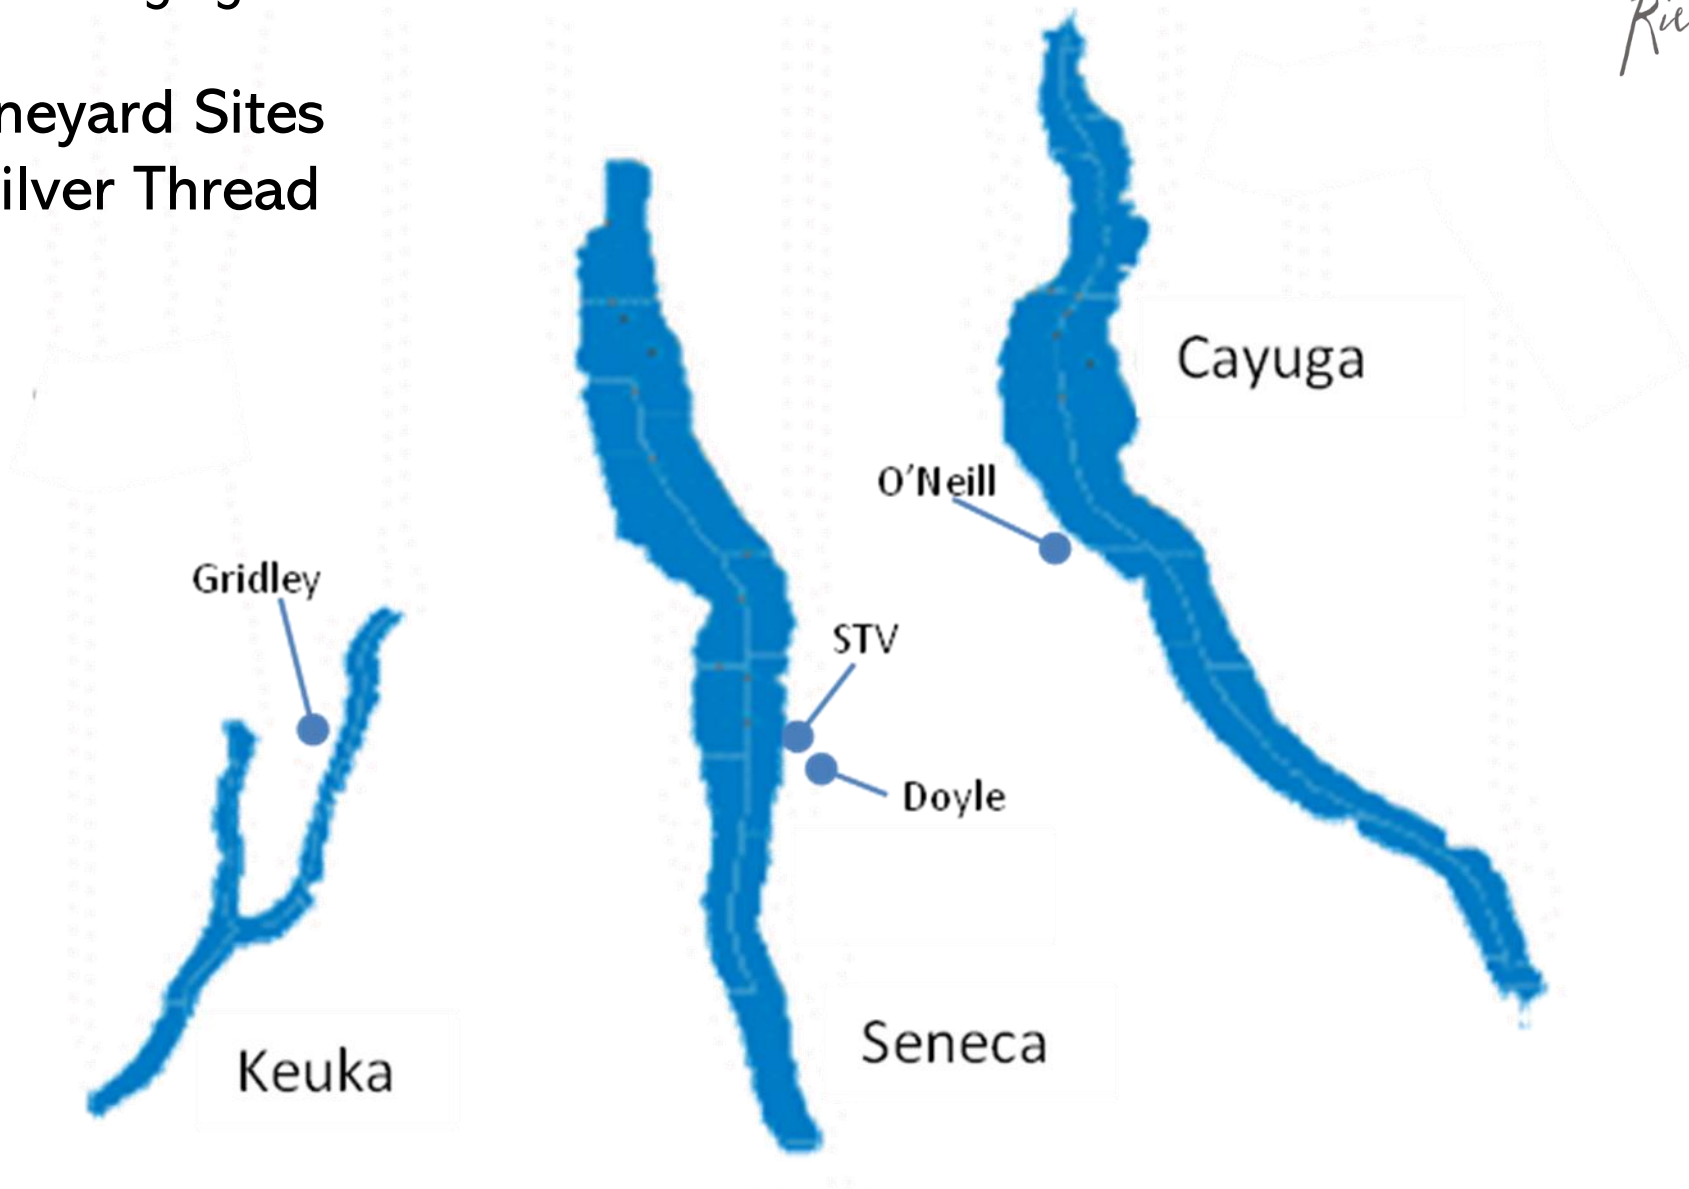 neyard Sites
ilver Thread
Cayuga
O'Neill
Gridley
STV
Doyle
Seneca
Keuka